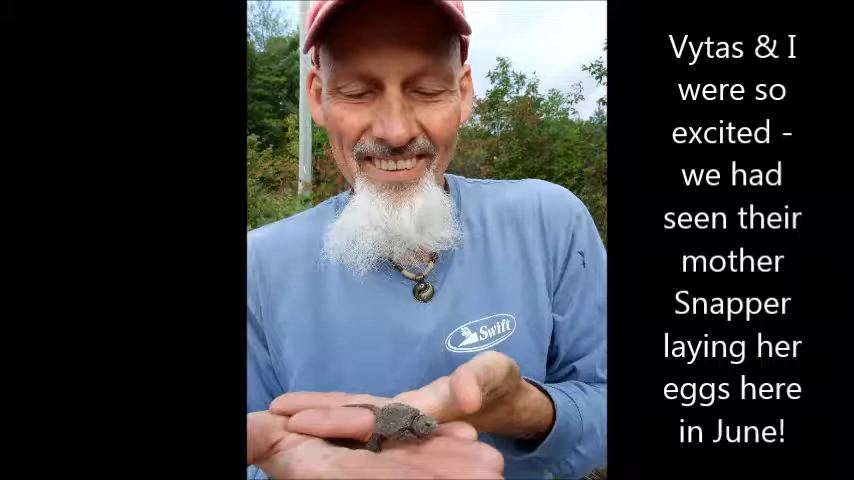 Swift
Vytas & I
were so
excited -
we had
seen their
mother
Snapper
laying her
eggs here
in June!